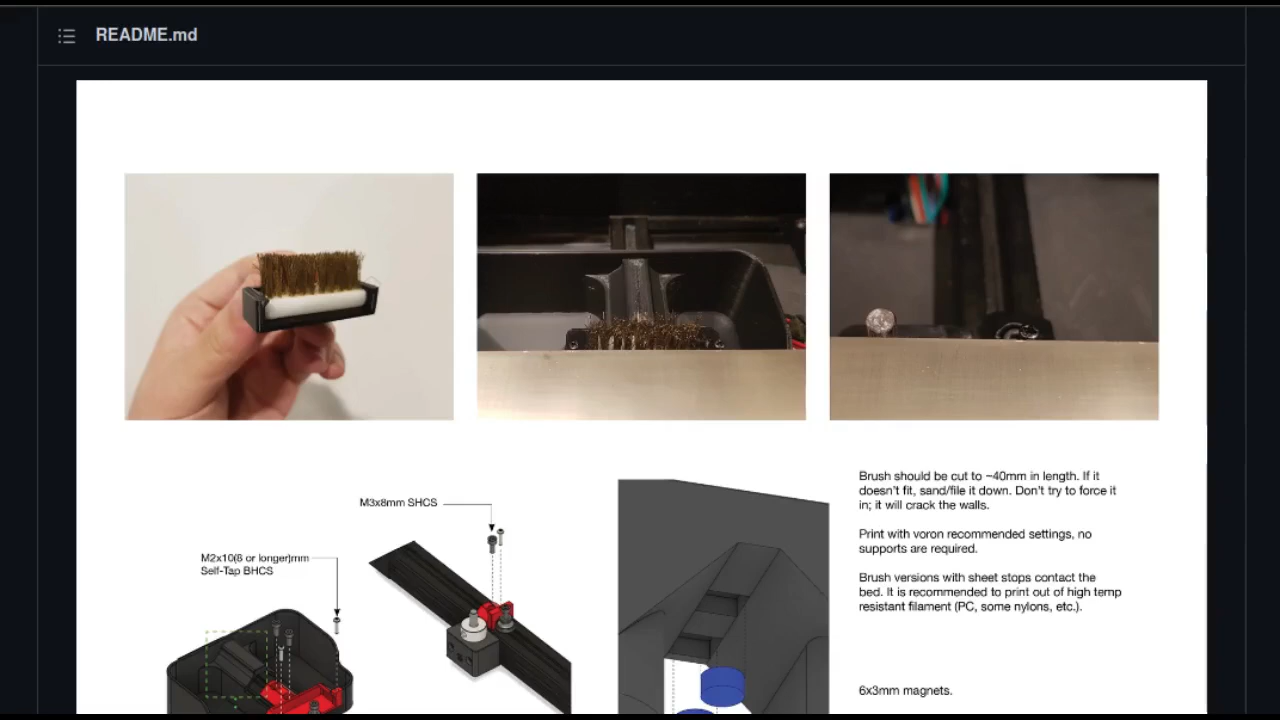 README.md
Brush should be cut to ~40mm in length. If it
doesn't fit, sand/file it down. Don't try to force it
in; it will crack the walls.
M3x8mm SHCS
Print with voron recommended settings, no
supports are required.
M2x10(8 or longer)mm
Self-Tap BHCS
Brush versions with sheet stops contact the
bed. It is recommended to print out of high temp
resistant filament (PC, some nylons, etc.).
6x3mm magnets.